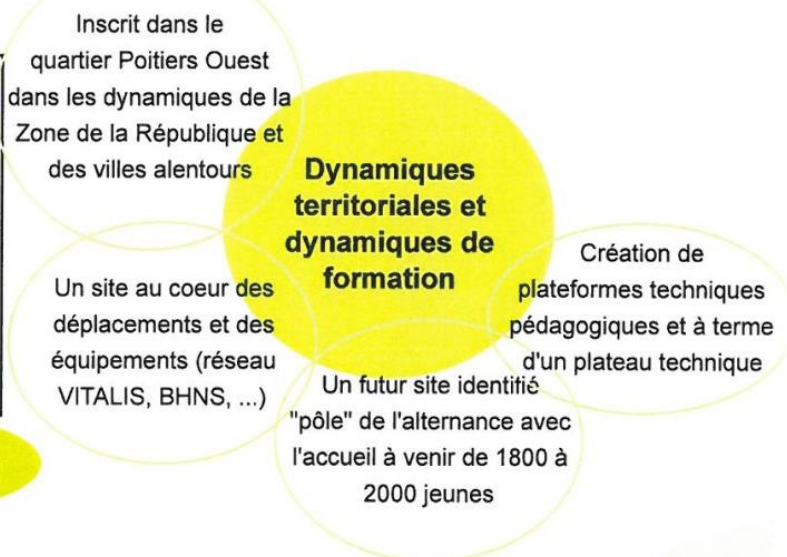 Inscrit dans le
quartier Poitiers Ouest
dans les dynamiques de la
Zone de la République et
des villes alentours
Dynamiques
territoriales et
dynamiques de
formation
Un site au coeur des
déplacements et des
équipements (réseau
VITALIS, BHNS, ...)
Un futur site identifié
"pôle" de l'alternance avec
l'accueil à venir de 1800 à
2000 jeunes
Création de
plateformes techniques
pédagogiques et à terme
d'un plateau technique